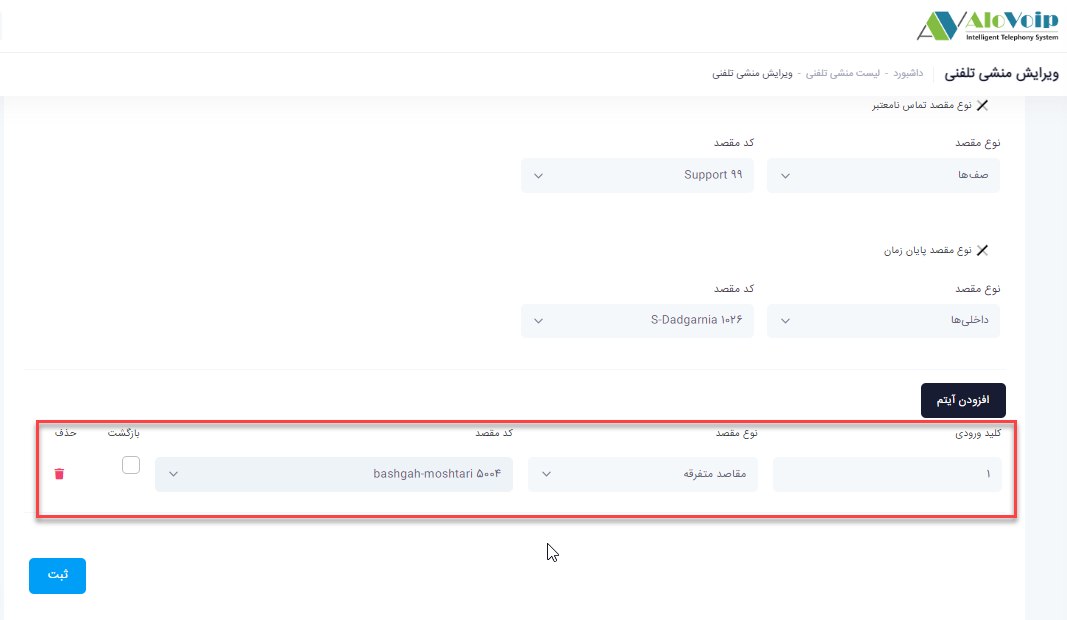 AloVoip
Intelligent Telephony System
ویرایش منشی تلفنی
داشبورد - لیست منشی تلفنی - ویرایش منشی تلفنی
نوع مقصد تماس نامعتبر
نوع مقصد کد مقصد
صف‌ها Support ۹۹
نوع مقصد پایان زمان
نوع مقصد کد مقصد
داخلی‌ها S-Dadgarnia ۱۰۲۶
افزودن آیتم
کلید ورودی نوع مقصد کد مقصد بازگشت حذف
۱ مقاصد متفرقه bashgah-moshtari ۵۰۰۴
ثبت